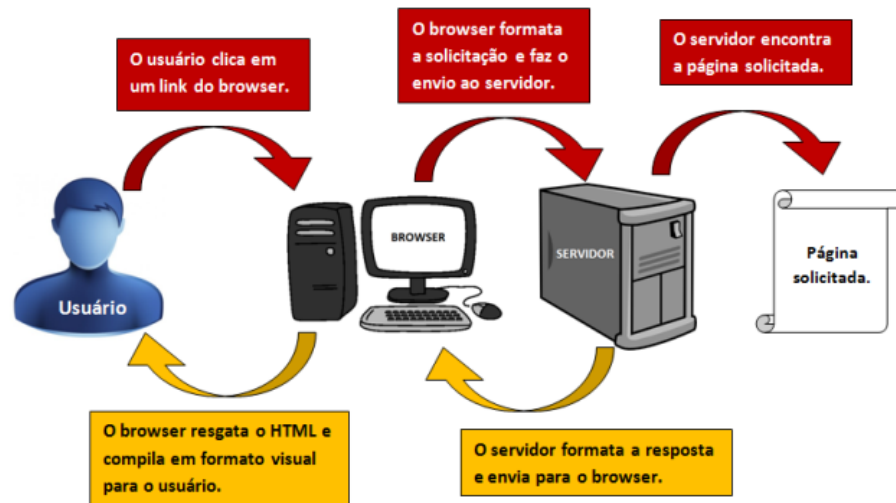 O usuário clica em
um link do browser.
O browser formata
a solicitação e faz o
envio ao servidor.
O servidor encontra
a página solicitada.
Usuário
BROWSER
SERVIDOR
Página
solicitada.
O browser resgata o HTML e
compila em formato visual
para o usuário.
O servidor formata a resposta
e envia para o browser.